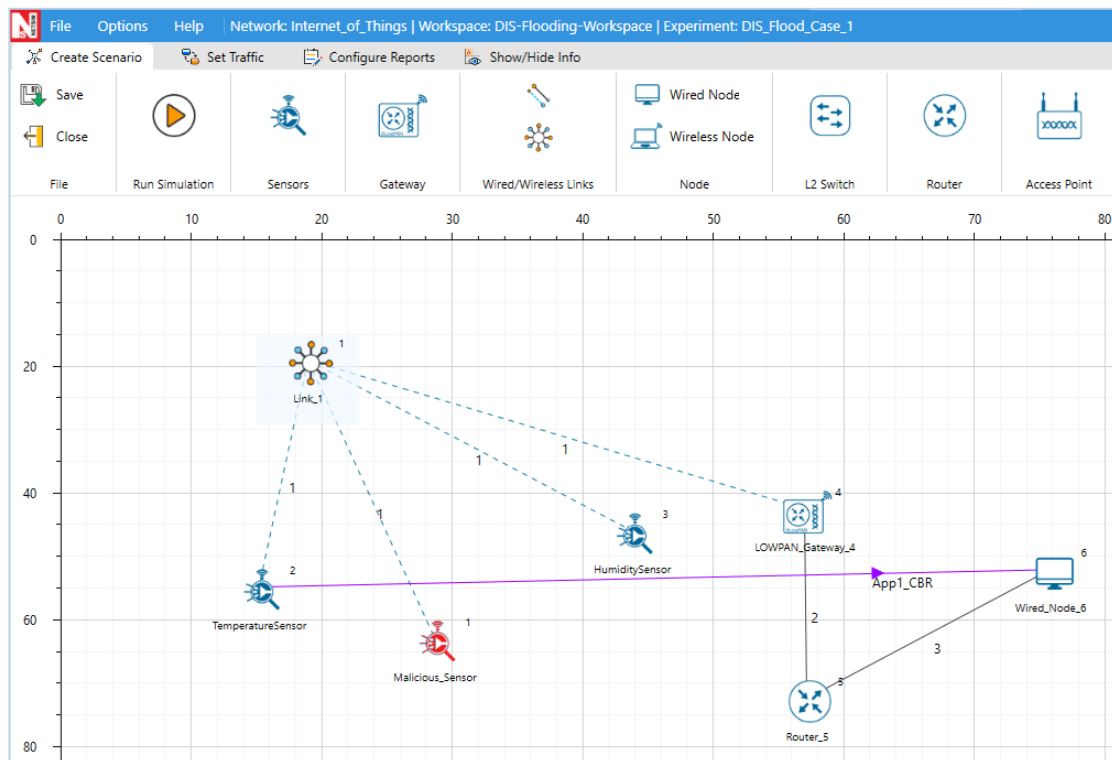 NETSIM
File Options Help Network: Internet_of_Things | Workspace: DIS-Flooding-Workspace | Experiment: DIS_Flood_Case_1
Create Scenario Set Traffic Configure Reports Show/Hide Info
Save
Close
Wired Node
Wireless Node
File Run Simulation Sensors Gateway Wired/Wireless Links Node L2 Switch Router Access Point
0 10 20 30 40 50 60 70 80
0
20
40
60
80
1
Link_1
1
1
1
1
4
LOWPAN_Gateway_4
3
HumiditySensor
2
TemperatureSensor
App1_CBR
6
Wired_Node_6
1
Malicious_Sensor
2
3
5
Router_5